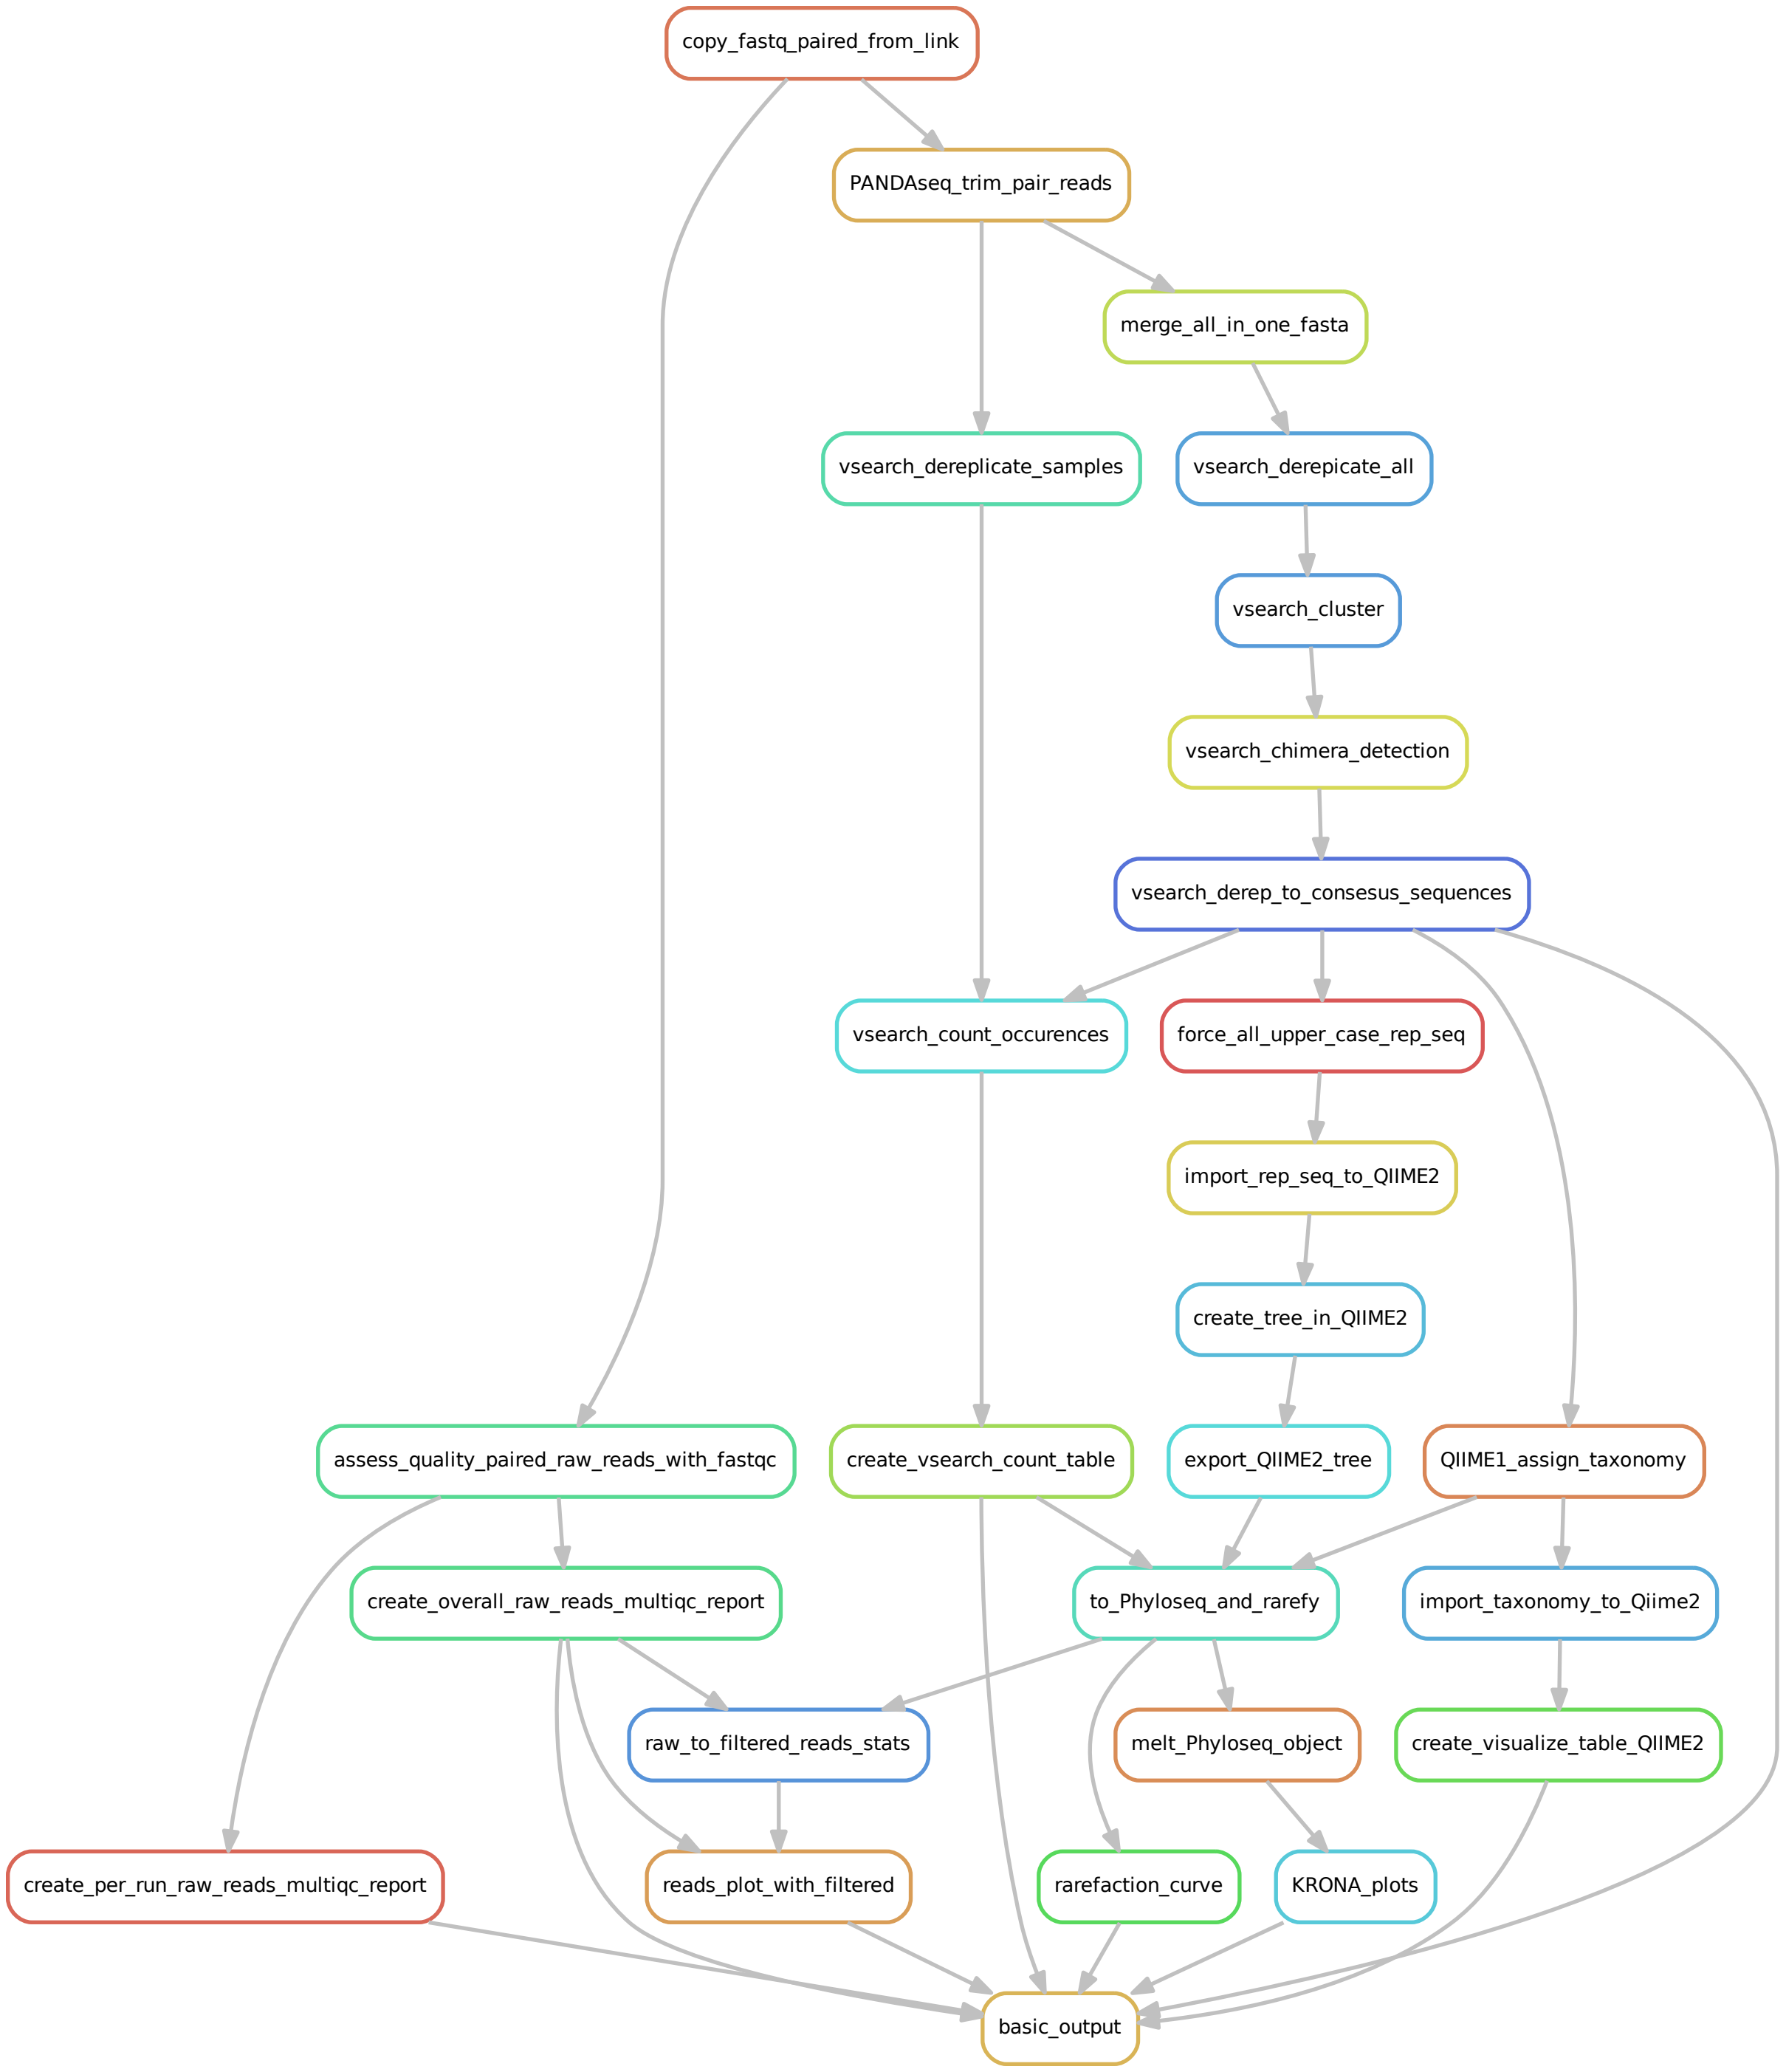 copy_fastq_paired_from_link
PANDAseq_trim_pair_reads
merge_all_in_one_fasta
vsearch_dereplicate_samples
vsearch_derepicate_all
vsearch_cluster
vsearch_chimera_detection
vsearch_derep_to_consesus_sequences
vsearch_count_occurences
force_all_upper_case_rep_seq
import_rep_seq_to_QIIME2
create_tree_in_QIIME2
assess_quality_paired_raw_reads_with_fastqc
create_vsearch_count_table
export_QIIME2_tree
QIIME1_assign_taxonomy
create_overall_raw_reads_multiqc_report
to_Phyloseq_and_rarefy
import_taxonomy_to_Qiime2
raw_to_filtered_reads_stats
melt_Phyloseq_object
create_visualize_table_QIIME2
create_per_run_raw_reads_multiqc_report
reads_plot_with_filtered
rarefaction_curve
KRONA_plots
basic_output